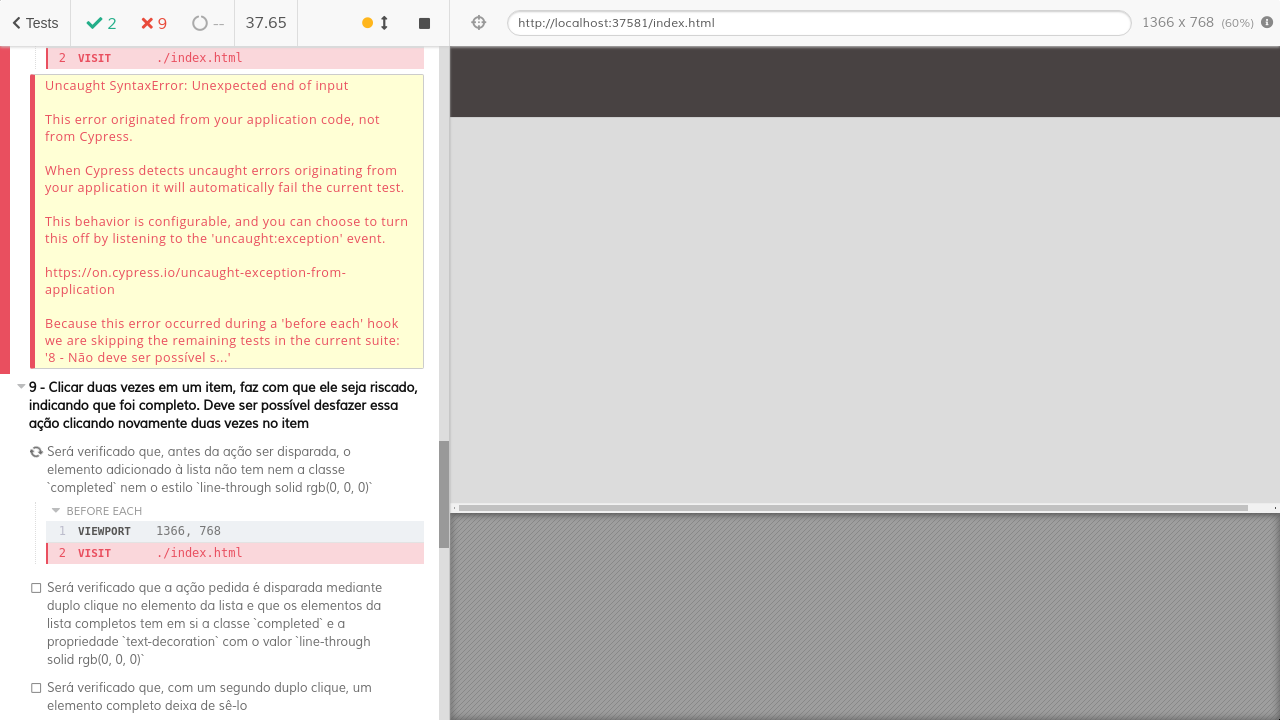 Tests 2 9 -- 37.65 http://localhost:37581/index.html 1366 x 768 (60%)
2 VISIT ./index.html
Uncaught SyntaxError: Unexpected end of input
This error originated from your application code, not
from Cypress.
When Cypress detects uncaught errors originating from
your application it will automatically fail the current test.
This behavior is configurable, and you can choose to turn
this off by listening to the 'uncaught:exception' event.
https://on.cypress.io/uncaught-exception-from-
application
Because this error occurred during a 'before each' hook
we are skipping the remaining tests in the current suite:
'8 - Não deve ser possível s...'
9 - Clicar duas vezes em um item, faz com que ele seja riscado,
indicando que foi completo. Deve ser possível desfazer essa
ação clicando novamente duas vezes no item
Será verificado que, antes da ação ser disparada, o
elemento adicionado à lista não tem nem a classe
`completed` nem o estilo `line-through solid rgb(0, 0, 0)`
BEFORE EACH
1 VIEWPORT 1366, 768
2 VISIT ./index.html
Será verificado que a ação pedida é disparada mediante
duplo clique no elemento da lista e que os elementos da
lista completos tem em si a classe `completed` e a
propriedade `text-decoration` com o valor `line-through
solid rgb(0, 0, 0)`
Será verificado que, com um segundo duplo clique, um
elemento completo deixa de sê-lo